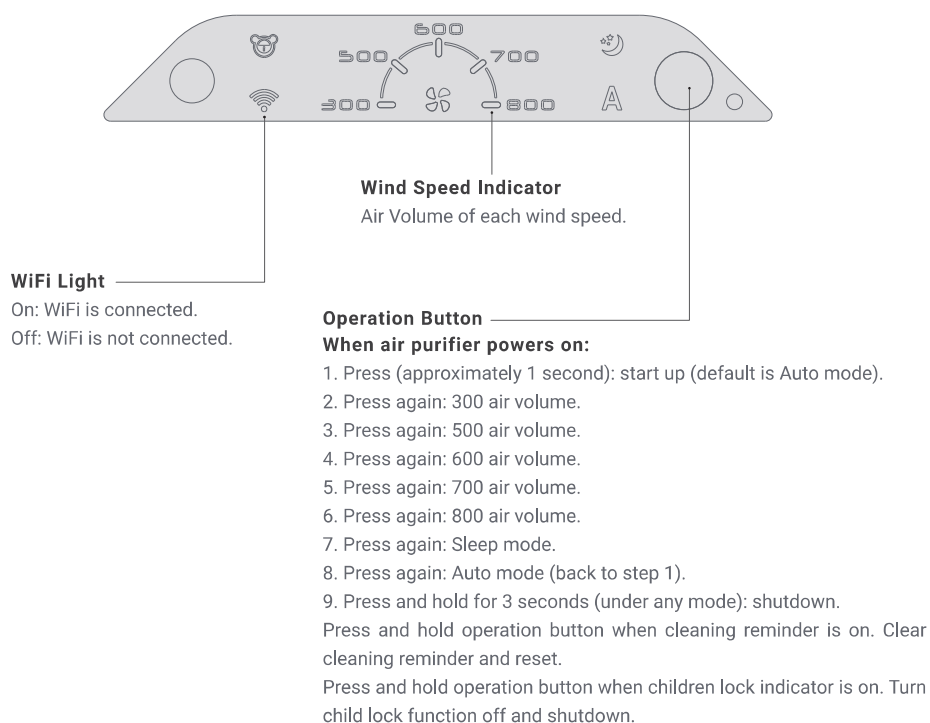 600
500 700
300 800
A
Wind Speed Indicator
Air Volume of each wind speed.
WiFi Light
On: WiFi is connected.
Off: WiFi is not connected.
Operation Button
When air purifier powers on:
1. Press (approximately 1 second): start up (default is Auto mode).
2. Press again: 300 air volume.
3. Press again: 500 air volume.
4. Press again: 600 air volume.
5. Press again: 700 air volume.
6. Press again: 800 air volume.
7. Press again: Sleep mode.
8. Press again: Auto mode (back to step 1).
9. Press and hold for 3 seconds (under any mode): shutdown.
Press and hold operation button when cleaning reminder is on. Clear
cleaning reminder and reset.
Press and hold operation button when children lock indicator is on. Turn
child lock function off and shutdown.